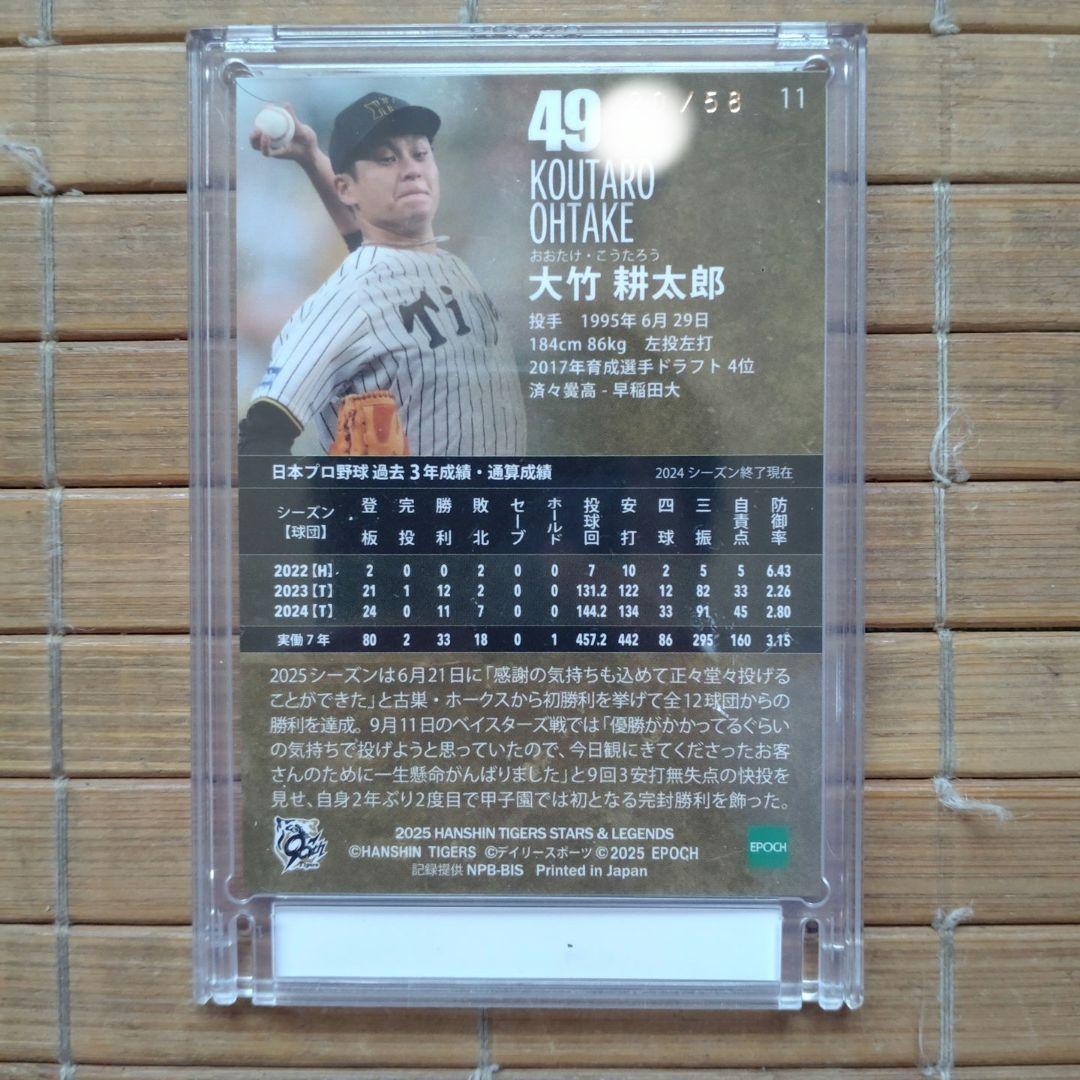 49 /58 11
KOUTARO
OHTAKE
おおたけ・こうたろう
大竹 耕太郎
投手 1995年 6月 29日
184cm 86kg 左投左打
2017年育成選手ドラフト 4位
済々黌高 - 早稲田大
Ti
日本プロ野球 過去 3 年成績・通算成績 2024 シーズン終了現在
シーズン【球団】 登板 完投 勝利 敗北 セーブ ホールド 投球回 安打 四球 三振 自責点 防御率
2022【H】 2 0 0 2 0 0 7 10 2 5 5 6.43
2023【T】 21 1 12 2 0 0 131.2 122 12 82 33 2.26
2024【T】 24 0 11 7 0 0 144.2 134 33 91 45 2.80
実働 7 年 80 2 33 18 0 1 457.2 442 86 295 160 3.15
2025シーズンは6月21日に「感謝の気持ちも込めて正々堂々投げる
ことができた」と古巣・ホークスから初勝利を挙げて全12球団からの
勝利を達成。9月11日のベイスターズ戦では「優勝がかかってるぐらい
の気持ちで投げようと思っていたので、今日観にきてくださったお客
さんのために一生懸命がんばりました」と9回3安打無失点の快投を
見せ、自身2年ぶり2度目で甲子園では初となる完封勝利を飾った。
2025 HANSHIN TIGERS STARS & LEGENDS
©HANSHIN TIGERS ©デイリースポーツ ©2025 EPOCH
記録提供 NPB-BIS Printed in Japan
EPOCH